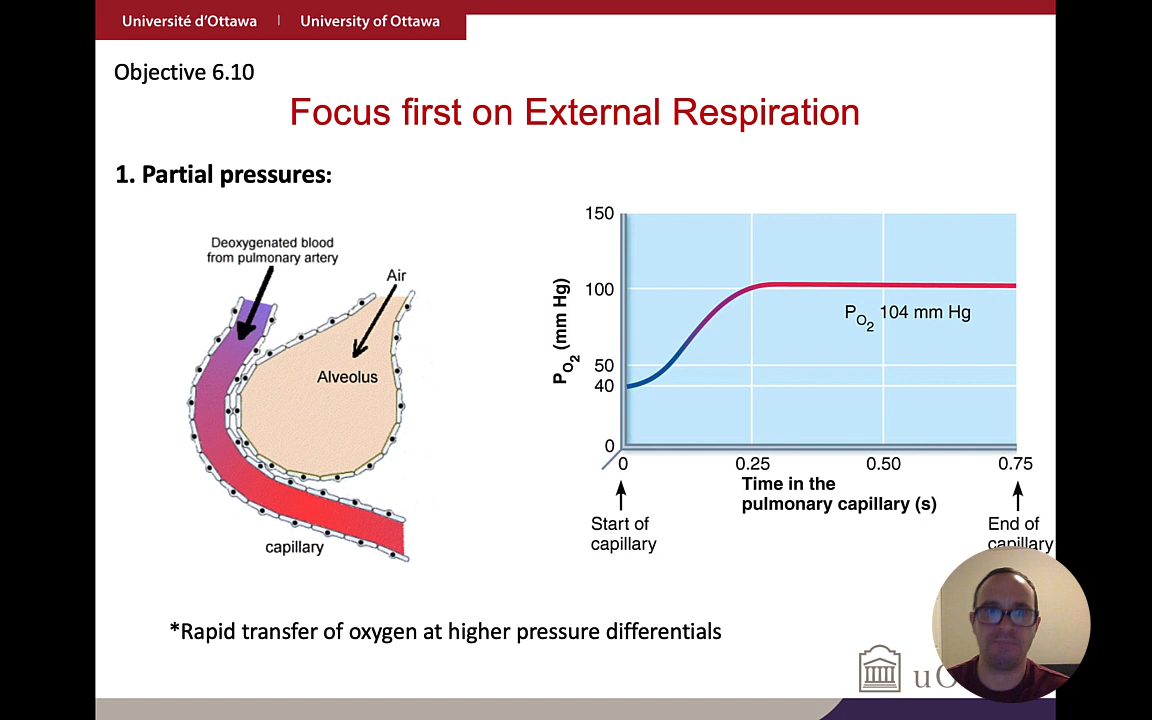 Université d'Ottawa | University of Ottawa
Objective 6.10
Focus first on External Respiration
1. Partial pressures:
Deoxygenated blood
from pulmonary artery
Air
Alveolus
capillary
150
100
50
40
0
P O2 (mm Hg)
P O2 104 mm Hg
0 0.25 0.50 0.75
Time in the
pulmonary capillary (s)
Start of
capillary
End of
capillary
*Rapid transfer of oxygen at higher pressure differentials